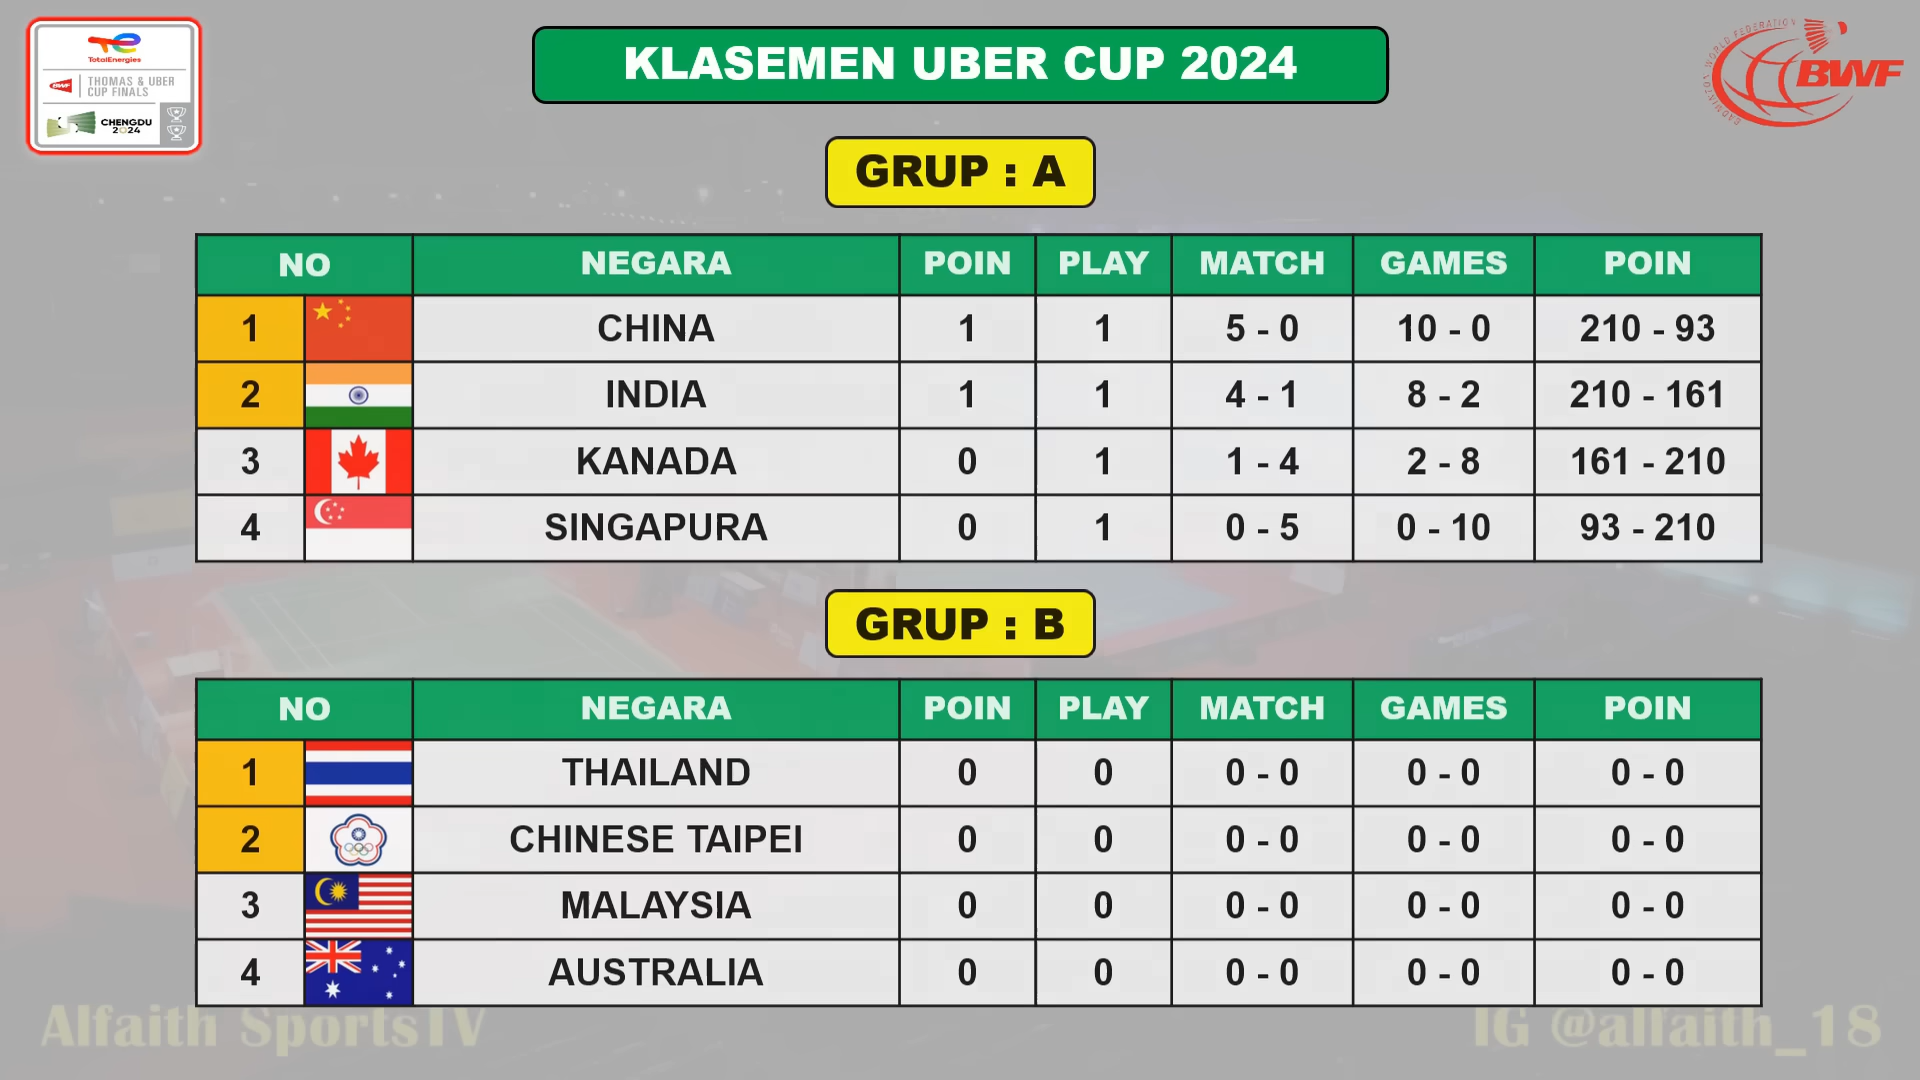 TotalEnergies
BWF THOMAS & UBER
CUP FINALS
CHENGDU
2024
KLASEMEN UBER CUP 2024
BADMINTON WORLD FEDERATION
BWF
GRUP : A
NO NEGARA POIN PLAY MATCH GAMES POIN
1 CHINA 1 1 5 - 0 10 - 0 210 - 93
2 INDIA 1 1 4 - 1 8 - 2 210 - 161
3 KANADA 0 1 1 - 4 2 - 8 161 - 210
4 SINGAPURA 0 1 0 - 5 0 - 10 93 - 210
GRUP : B
NO NEGARA POIN PLAY MATCH GAMES POIN
1 THAILAND 0 0 0 - 0 0 - 0 0 - 0
2 CHINESE TAIPEI 0 0 0 - 0 0 - 0 0 - 0
3 MALAYSIA 0 0 0 - 0 0 - 0 0 - 0
4 AUSTRALIA 0 0 0 - 0 0 - 0 0 - 0
Alfaith SportsTV
IG @alfaith_18